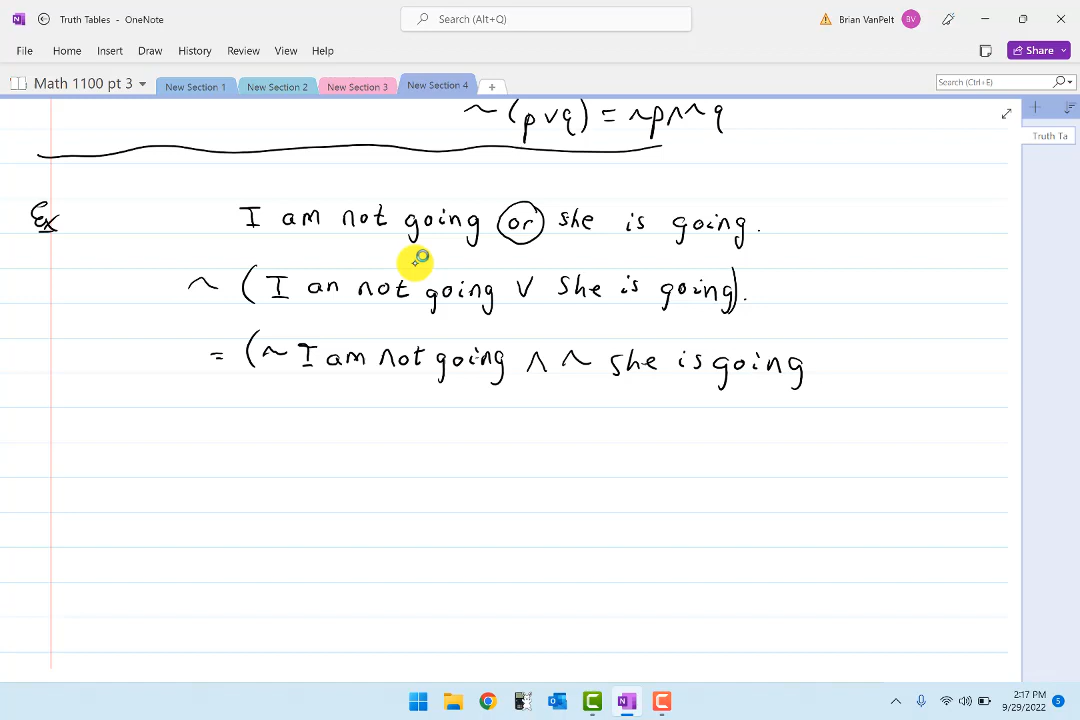 Truth Tables - OneNote
Search (Alt+Q)
Brian VanPelt
BV
File Home Insert Draw History Review View Help
Share
Math 1100 pt 3
New Section 1
New Section 2
New Section 3
New Section 4
+
Search (Ctrl+E)
Truth Ta
~ (p ∨ q) = ~p ∧ ~ q
Ex I am not going or she is going.
~ (I an not going ∨ She is going).
= (~ I am not going ∧ ~ she is going
2:17 PM
9/29/2022
5